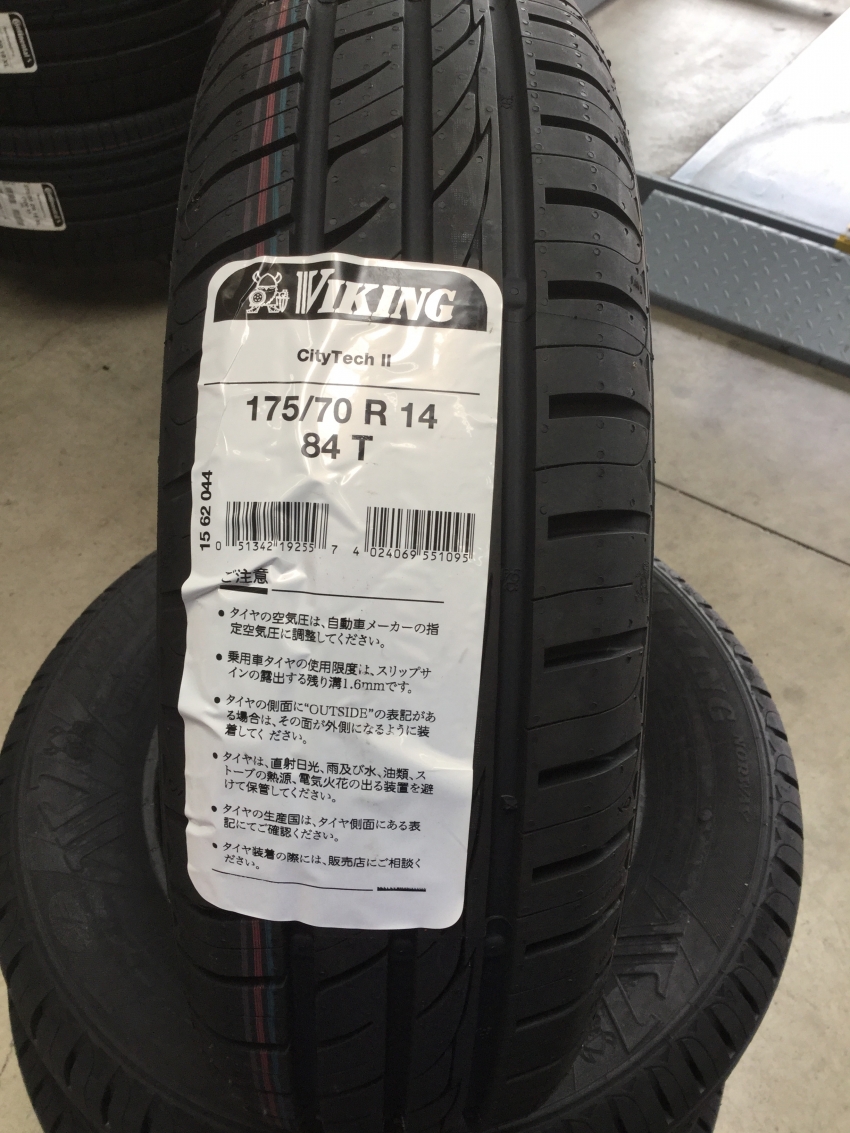 VIKING
CityTech II
175/70 R 14
84 T
15 62 044
0 51342 19255 7
4 024069 551095
ご注意
● タイヤの空気圧は、自動車メーカーの指
定空気圧に調整してください。
● 乗用車タイヤの使用限度は、スリップサ
インの露出する残り溝1.6mmです。
● タイヤの側面に“OUTSIDE”の表記があ
る場合は、その面が外側になるように装
着してください。
● タイヤは、直射日光、雨及び水、油類、ス
トーブの熱源、電気火花の出る装置を避
けて保管してください。
● タイヤの生産国は、タイヤ側面にある表
記にてご確認ください。
● タイヤ装着の際には、販売店にご相談く
ださい。